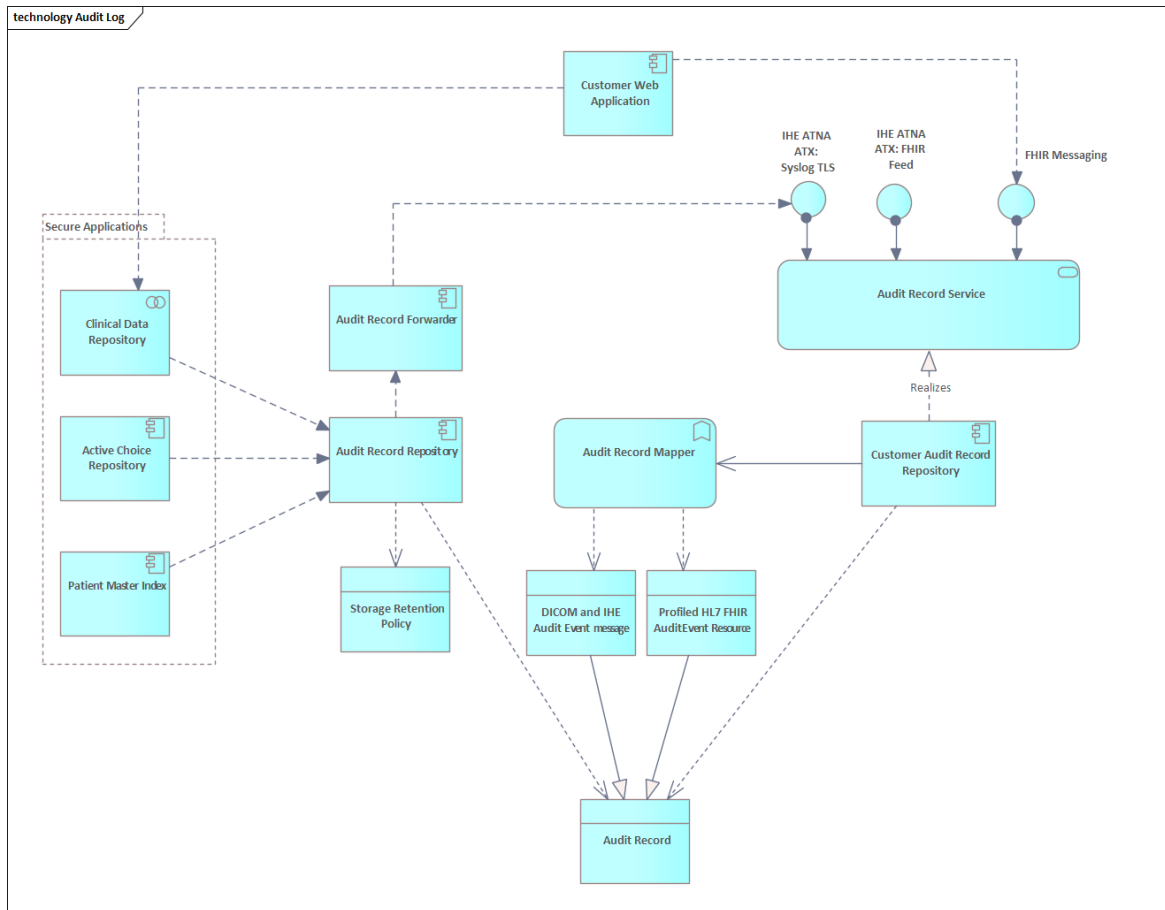 technology Audit Log
Customer Web
Application
IHE ATNA
ATX:
Syslog TLS
IHE ATNA
ATX: FHIR
Feed
FHIR Messaging
Secure Applications
Clinical Data
Repository
Audit Record Forwarder
Audit Record Service
Realizes
Active Choice
Repository
Audit Record Repository
Audit Record Mapper
Customer Audit Record
Repository
Patient Master Index
Storage Retention
Policy
DICOM and IHE
Audit Event message
Profiled HL7 FHIR
AuditEvent Resource
Audit Record